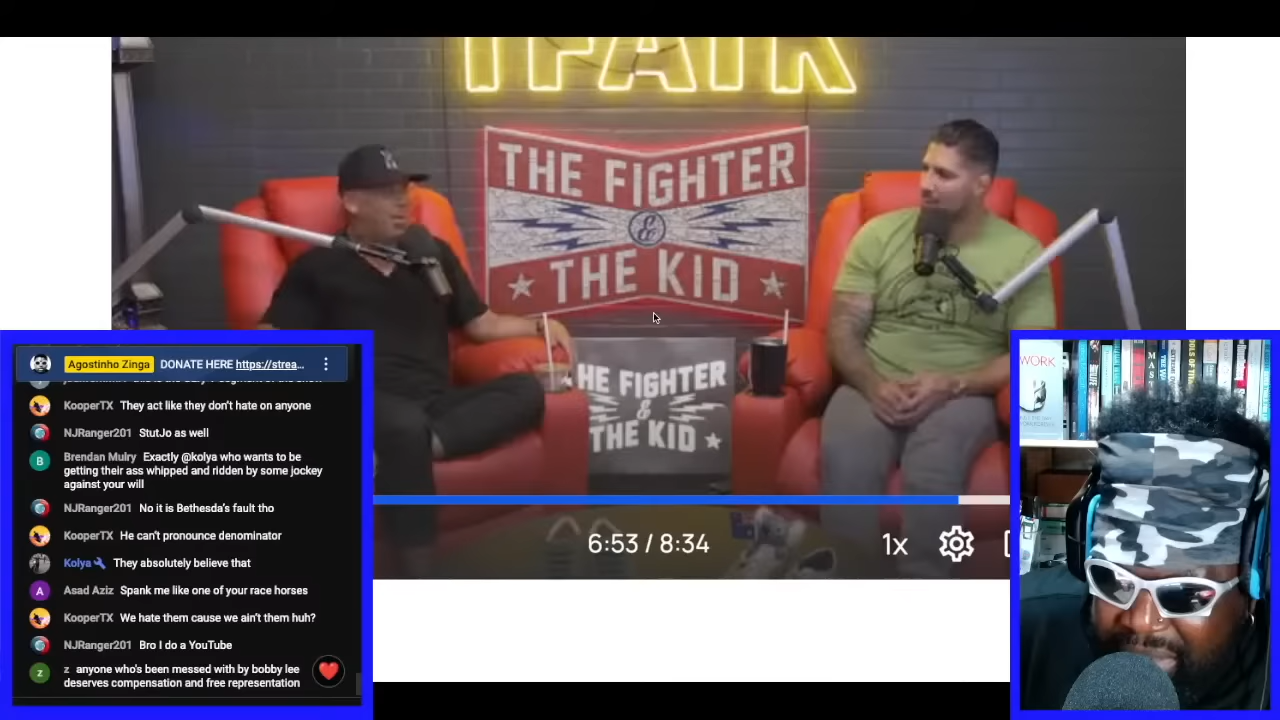 TFATK
THE FIGHTER
&
THE KID
HE FIGHTER
&
THE KID
6:53 / 8:34
1x
Agostinho Zinga DONATE HERE https://strea...
KooperTX They act like they don't hate on anyone
NJRanger201 StutJo as well
B
Brendan Mulry Exactly @kolya who wants to be
getting their ass whipped and ridden by some jockey
against your will
NJRanger201 No it is Bethesda's fault tho
KooperTX He can't pronounce denominator
Kolya They absolutely believe that
A Asad Aziz Spank me like one of your race horses
KooperTX We hate them cause we ain't them huh?
NJRanger201 Bro I do a YouTube
z z anyone who's been messed with by bobby lee
deserves compensation and free representation
WORK